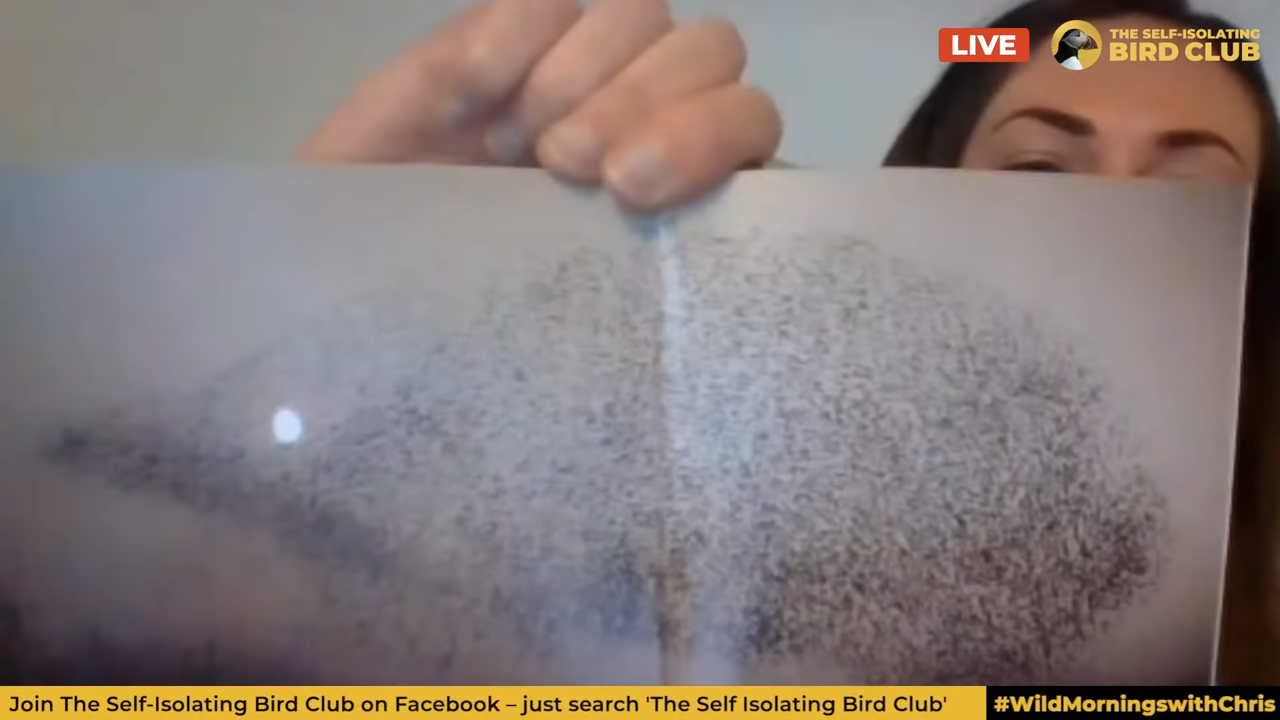 LIVE
THE SELF-ISOLATING
BIRD CLUB
Join The Self-Isolating Bird Club on Facebook – just search 'The Self Isolating Bird Club'
#WildMorningswithChris